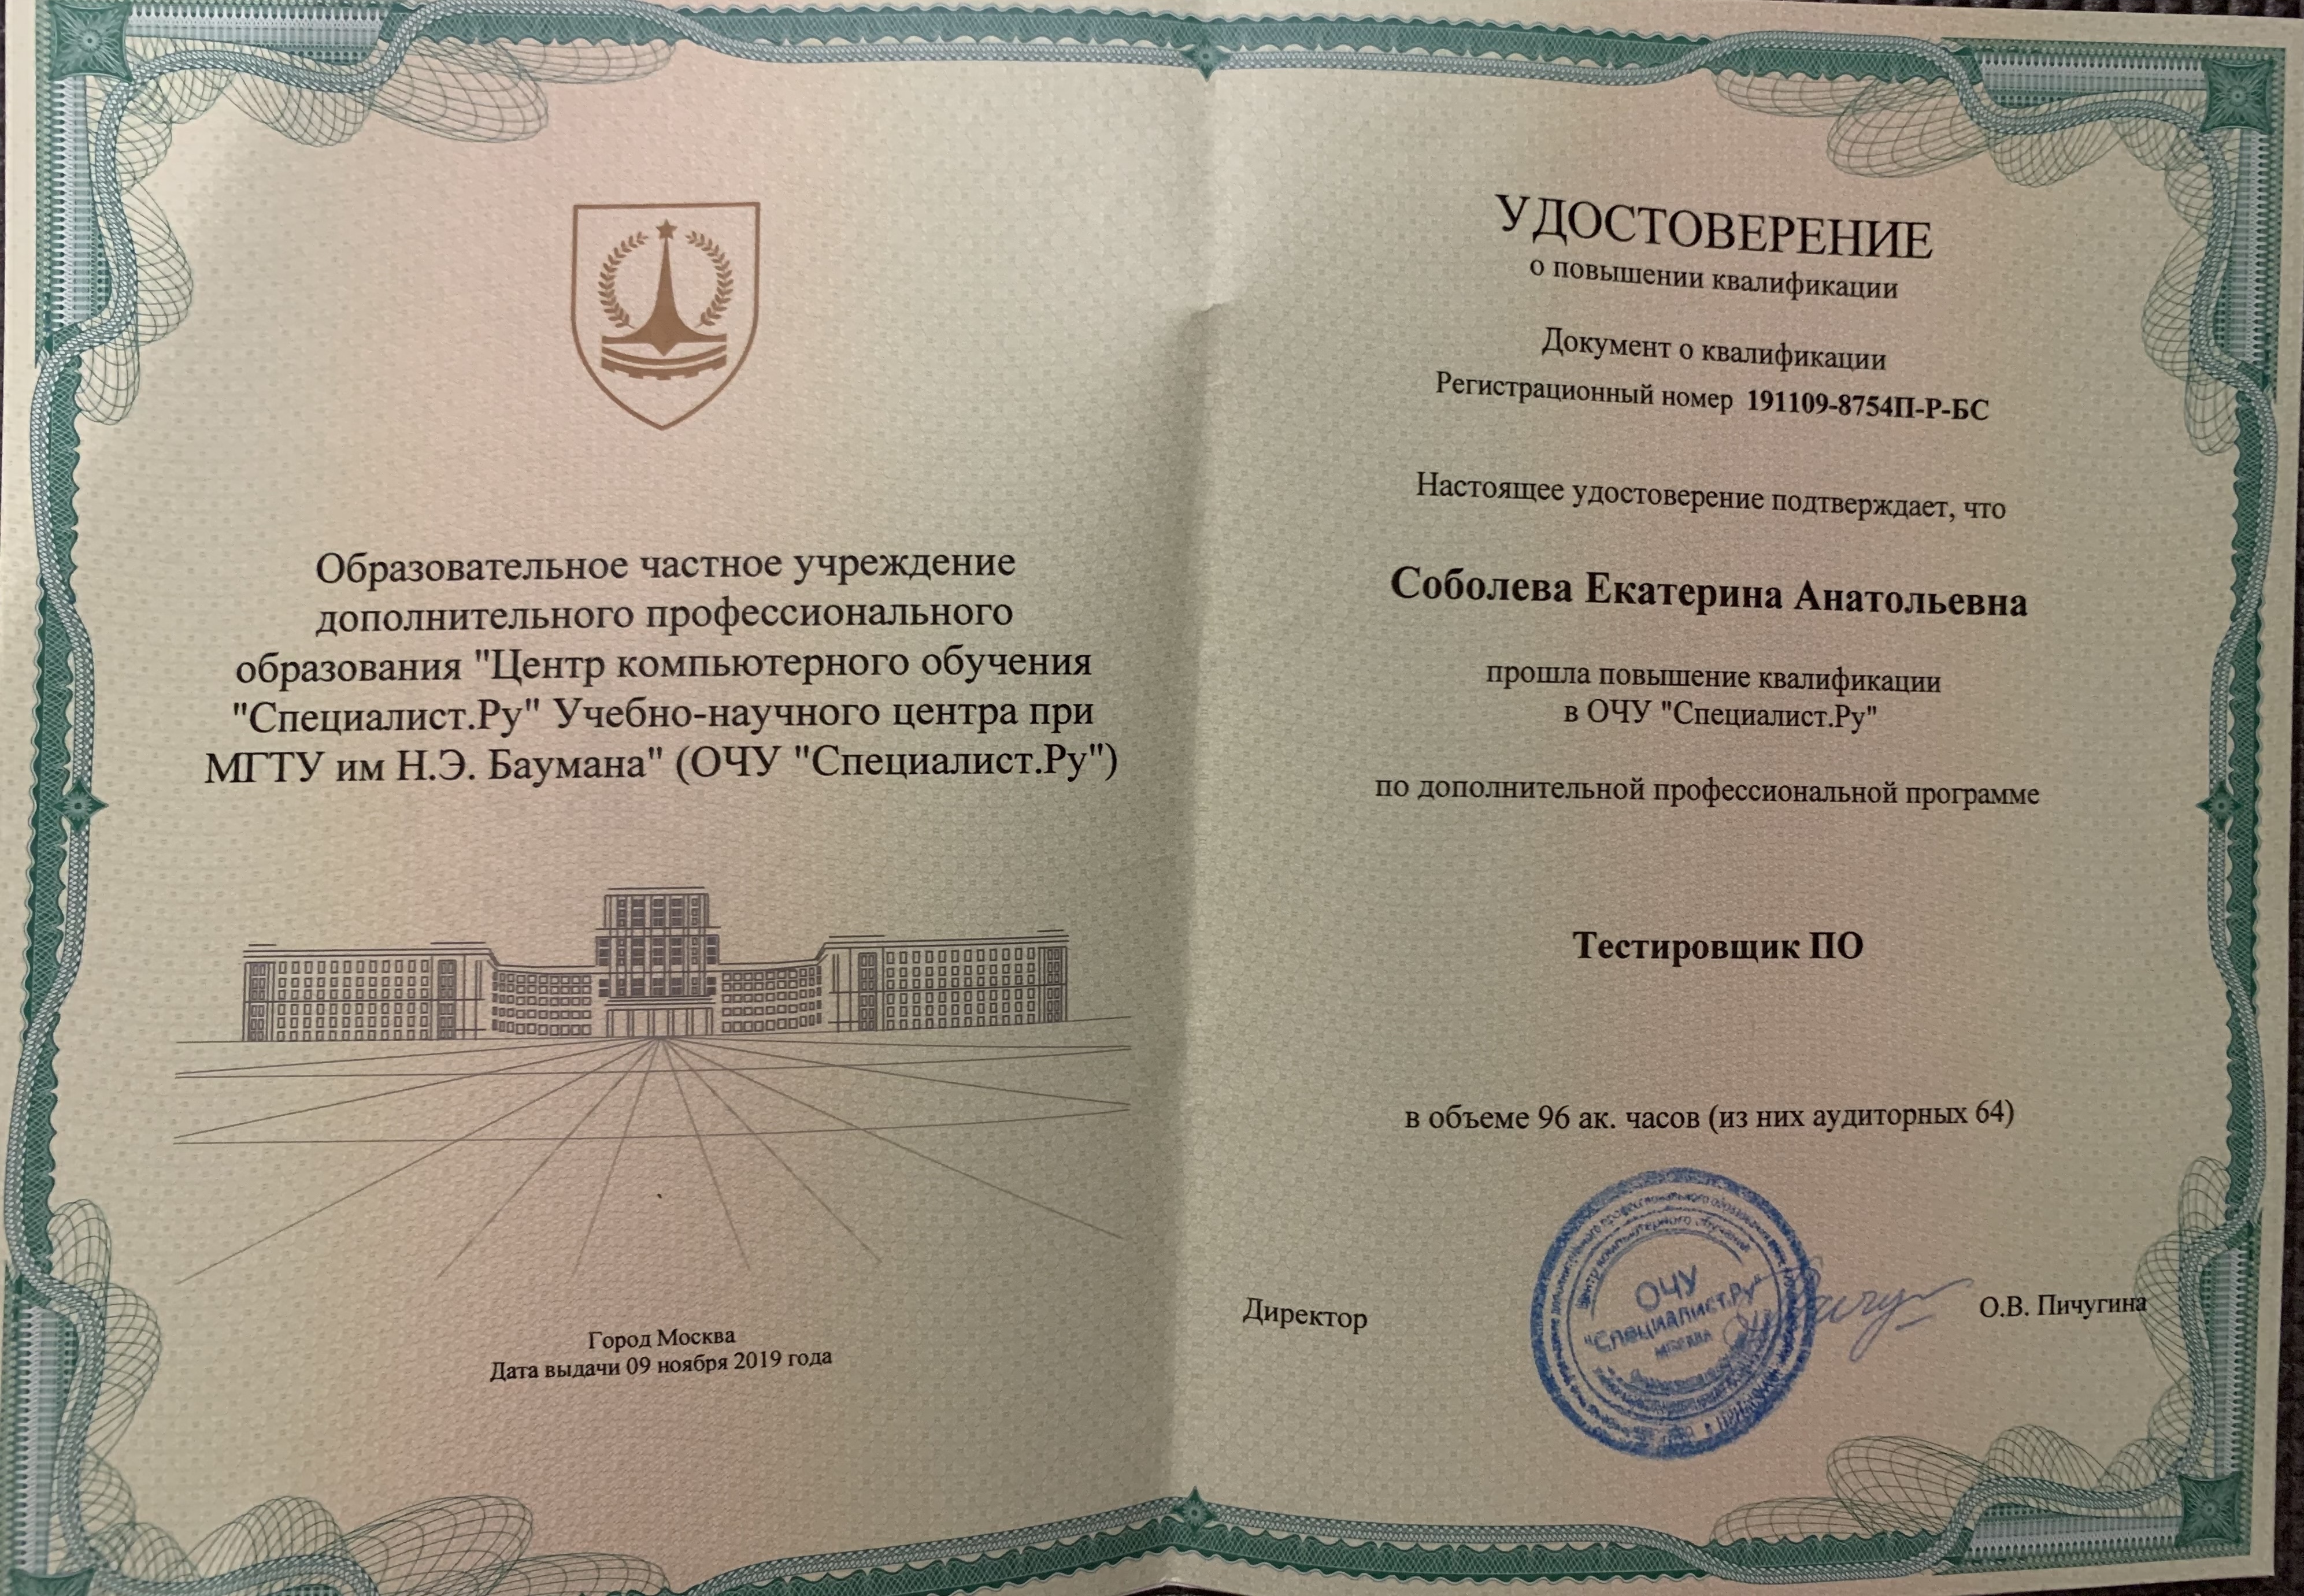 Образовательное частное учреждение
дополнительного профессионального
образования "Центр компьютерного обучения
"Специалист.Ру" Учебно-научного центра при
МГТУ им Н.Э. Баумана" (ОЧУ "Специалист.Ру")
Город Москва
Дата выдачи 09 ноября 2019 года
УДОСТОВЕРЕНИЕ
о повышении квалификации
Документ о квалификации
Регистрационный номер 191109-8754П-Р-БС
Настоящее удостоверение подтверждает, что
Соболева Екатерина Анатольевна
прошла повышение квалификации
в ОЧУ "Специалист.Ру"
по дополнительной профессиональной программе
Тестировщик ПО
в объеме 96 ак. часов (из них аудиторных 64)
Директор
О.В. Пичугина
ОЧУ
"Специалист.Ру"
МОСКВА